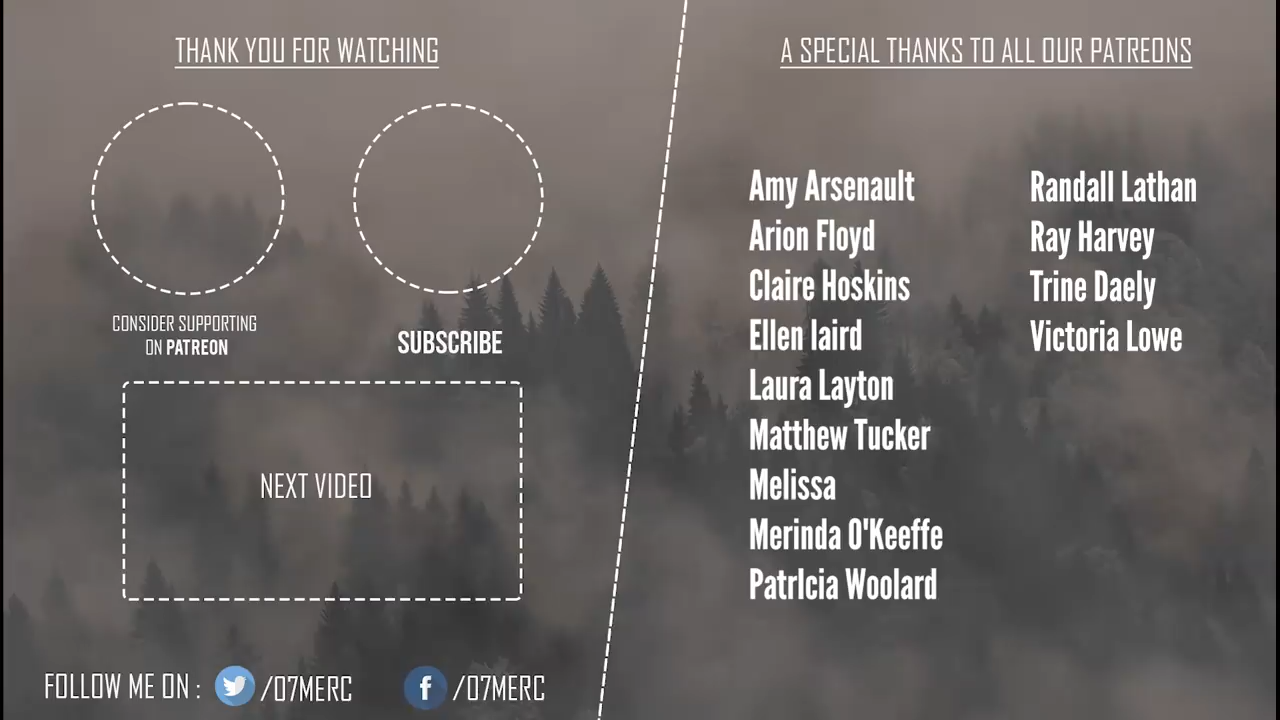 THANK YOU FOR WATCHING
CONSIDER SUPPORTING
ON PATREON
SUBSCRIBE
NEXT VIDEO
FOLLOW ME ON : /07MERC /07MERC
A SPECIAL THANKS TO ALL OUR PATREONS
Amy Arsenault
Arion Floyd
Claire Hoskins
Ellen laird
Laura Layton
Matthew Tucker
Melissa
Merinda O'Keeffe
PatrIcia Woolard
Randall Lathan
Ray Harvey
Trine Daely
Victoria Lowe